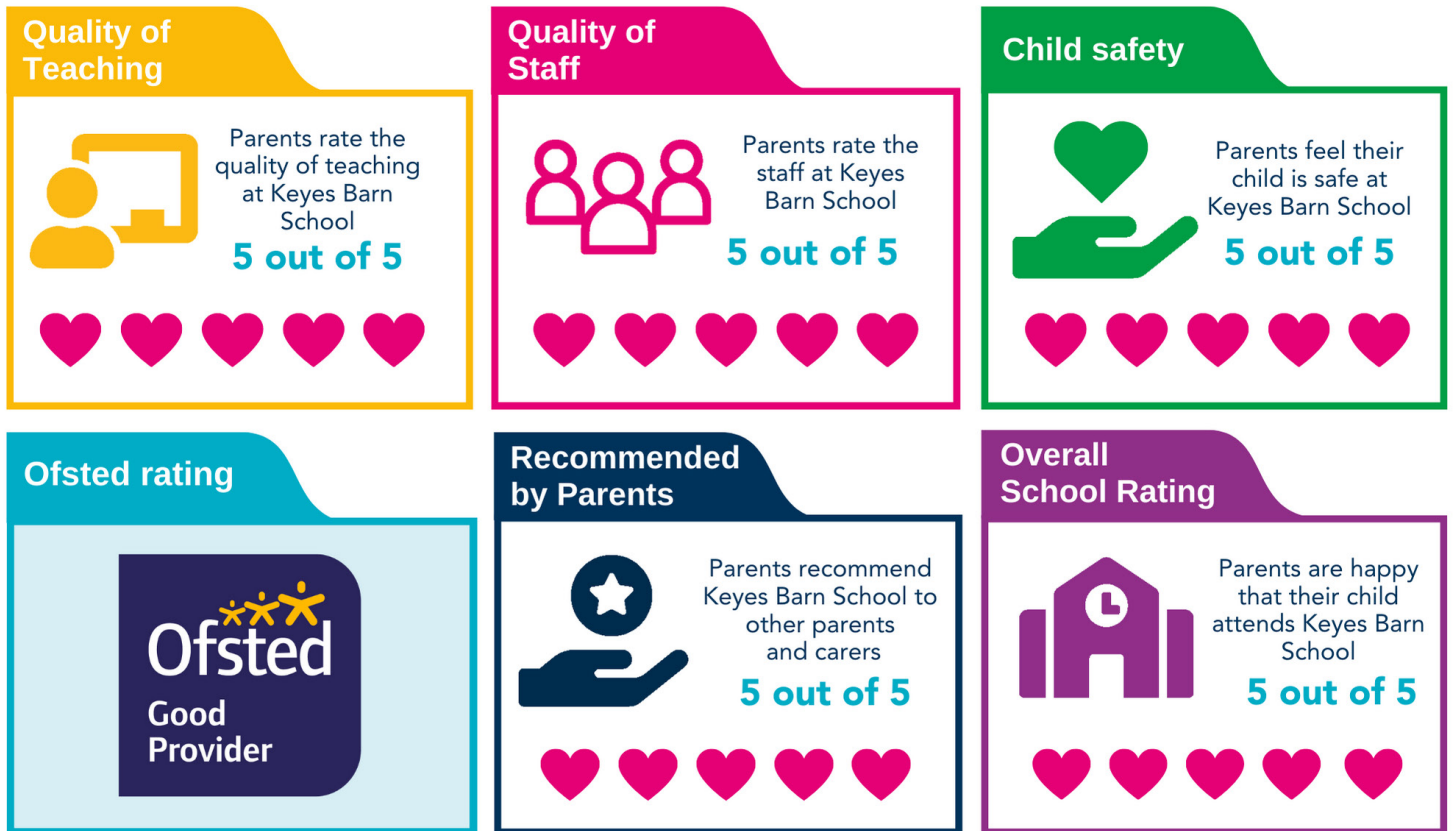 Quality of
Teaching
Parents rate the
quality of teaching
at Keyes Barn
School
5 out of 5
Quality of
Staff
Parents rate the
staff at Keyes
Barn School
5 out of 5
Child safety
Parents feel their
child is safe at
Keyes Barn School
5 out of 5
Ofsted rating
Ofsted
Good
Provider
Recommended
by Parents
Parents recommend
Keyes Barn School to
other parents
and carers
5 out of 5
Overall
School Rating
Parents are happy
that their child
attends Keyes Barn
School
5 out of 5